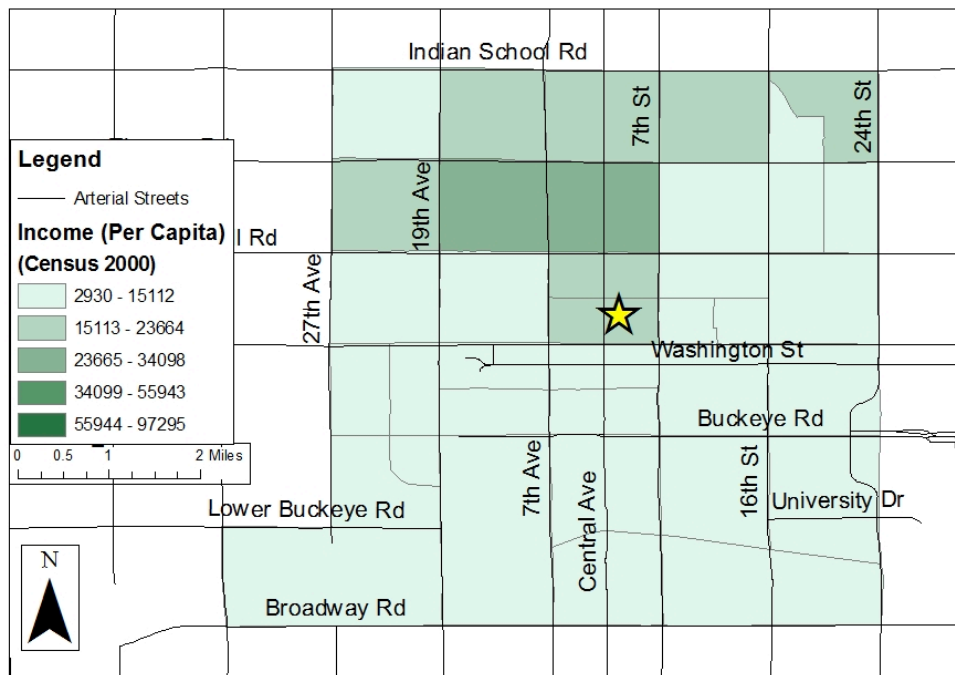 Indian School Rd
7th St
24th St
Legend
Arterial Streets
Income (Per Capita)
(Census 2000)
2930 - 15112
15113 - 23664
23665 - 34098
34099 - 55943
55944 - 97295
0 0.5 1 2 Miles
19th Ave
l Rd
27th Ave
Washington St
Buckeye Rd
7th Ave
Central Ave
16th St
University Dr
Lower Buckeye Rd
N
Broadway Rd